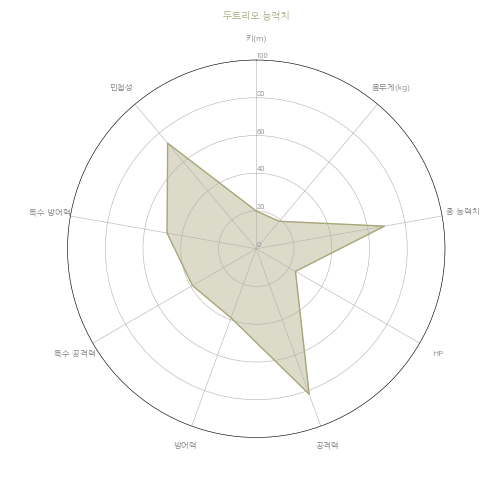 두트리오 능력치
키(m)
100
민첩성
몸무게(kg)
80
60
40
특수 방어력
20
총 능력치
0
특수 공격력
HP
방어력
공격력